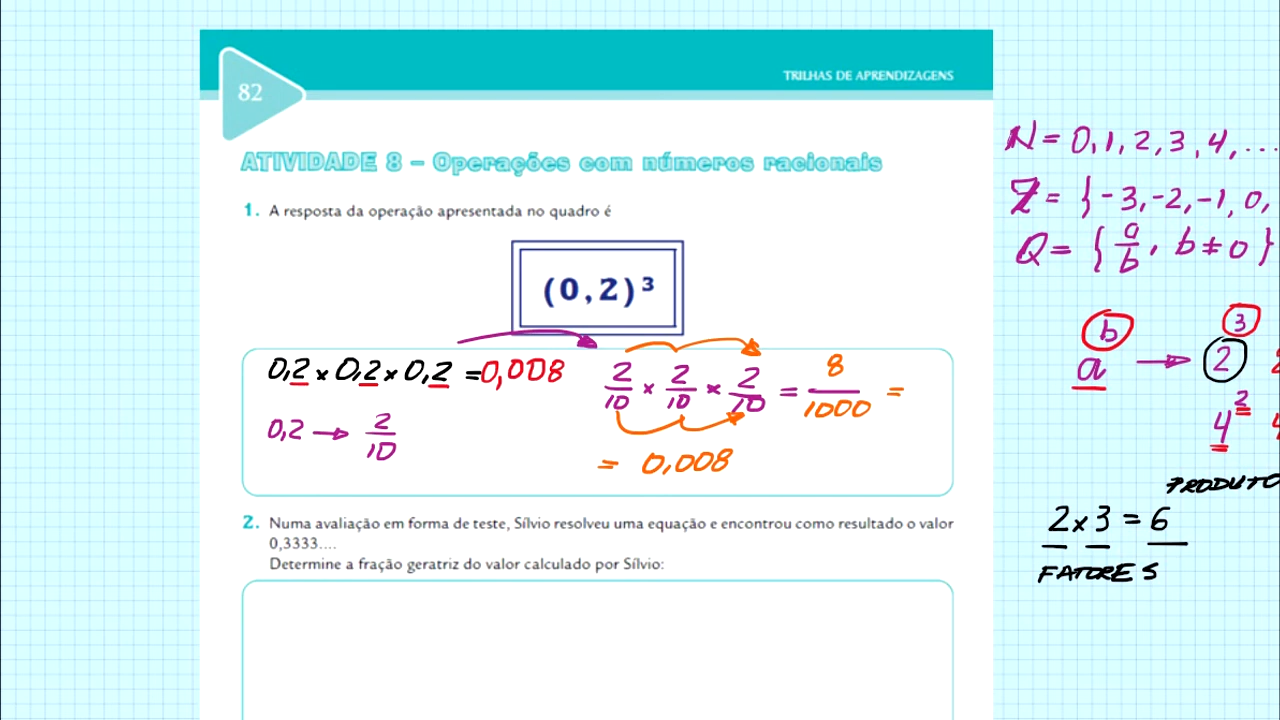 TRILHAS DE APRENDIZAGENS
82
ATIVIDADE 8 – Operações com números racionais
1. A resposta da operação apresentada no quadro é
(0,2)³
0,2 × 0,2 × 0,2 = 0,008
2/10 × 2/10 × 2/10 = 8/1000 =
0,2 → 2/10
= 0,008
2. Numa avaliação em forma de teste, Sílvio resolveu uma equação e encontrou como resultado o valor
0,3333....
Determine a fração geratriz do valor calculado por Sílvio:
N = 0, 1, 2, 3, 4, ...
Z = { -3, -2, -1, 0,
Q = { a/b, b ≠ 0 }
aᵇ → 2³
4²
PRODUTO
2 × 3 = 6
FATORES